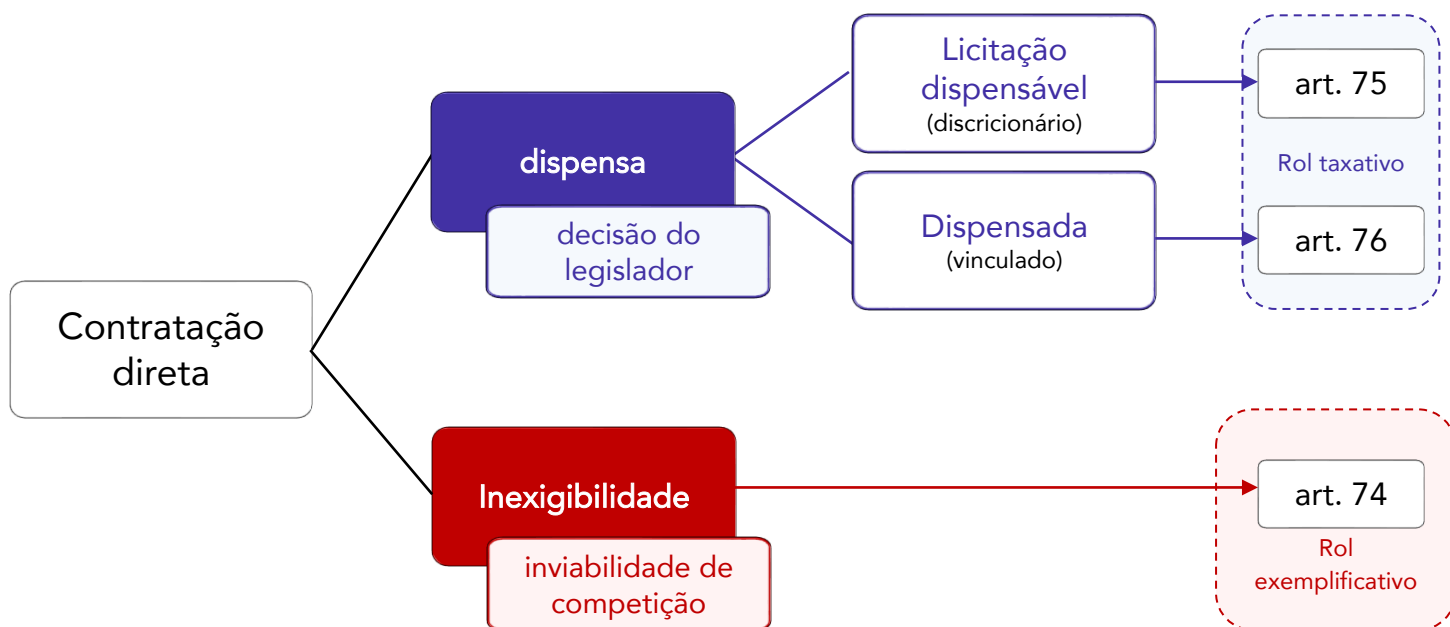 Contratação
direta
dispensa
decisão do
legislador
Licitação
dispensável
(discricionário)
Dispensada
(vinculado)
art. 75
Rol taxativo
art. 76
Inexigibilidade
inviabilidade de
competição
art. 74
Rol
exemplificativo